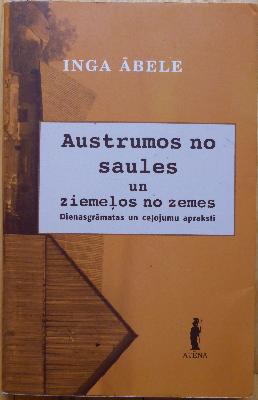 INGA ĀBELE
Austrumos no
saules
un
ziemeļos no zemes
Dienasgrāmatas un ceļojumu apraksti
ATENA